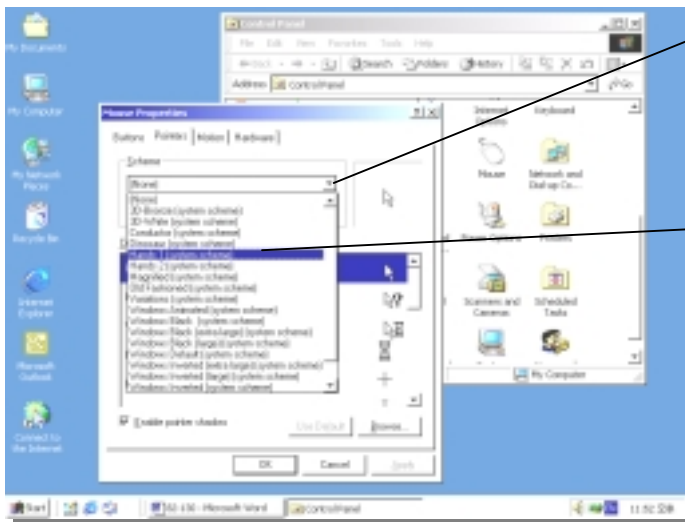 Control Panel
File Edit View Favorites Tools Help
Back Search Folders History
Address Control Panel Go
My Documents
My Computer
My Network
Places
Recycle Bin
Internet
Explorer
Microsoft
Outlook
Connect to
the Internet
Mouse Properties
Buttons Pointers Motion Hardware
Scheme
(None)
(None)
3D-Bronze (system scheme)
3D-White (system scheme)
Conductor (system scheme)
Dinosaur (system scheme)
Hands 1 (system scheme)
Hands 2 (system scheme)
Magnified (system scheme)
Old Fashioned (system scheme)
Variations (system scheme)
Windows Animated (system scheme)
Windows Black (system scheme)
Windows Black (extra large) (system scheme)
Windows Black (large) (system scheme)
Windows Default (system scheme)
Windows Inverted (extra large) (system scheme)
Windows Inverted (large) (system scheme)
Windows Inverted (system scheme)
Enable pointer shadow
Use Default Browse...
OK Cancel Apply
Internet
Options
Keyboard
Mouse
Network and
Dial-up Co...
Phone
Options
Printers
Scanners and
Cameras
Scheduled
Tasks
My Computer
Start
Microsoft Word
Control Panel